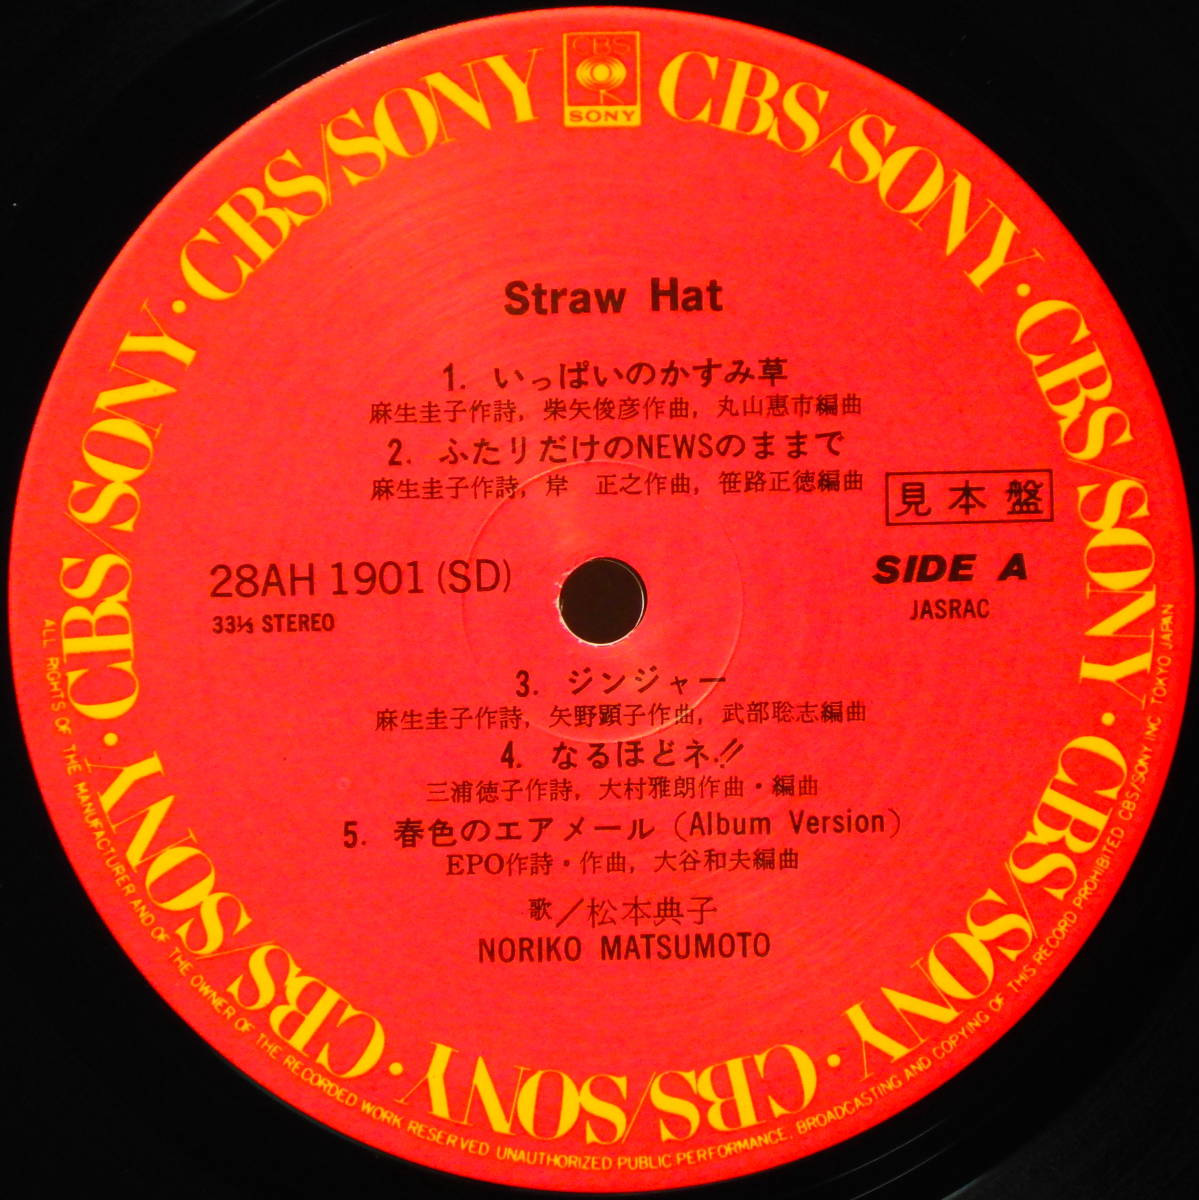 CBS
SONY
CBS/SONY · CBS/SONY · CBS/SONY · CBS/SONY · CBS/SONY · CBS/SONY · CBS/SONY
Straw Hat
1. いっぱいのかすみ草
麻生圭子作詩, 柴矢俊彦作曲, 丸山恵市編曲
2. ふたりだけのNEWSのままで
麻生圭子作詩, 岸 正之作曲, 笹路正徳編曲
見本盤
28AH 1901 (SD)
SIDE A
33⅓ STEREO
JASRAC
3. ジンジャー
麻生圭子作詩, 矢野顕子作曲, 武部聡志編曲
4. なるほどネ!!
三浦徳子作詩, 大村雅朗作曲・編曲
5. 春色のエアメール (Album Version)
EPO作詩・作曲, 大谷和夫編曲
歌/松本典子
NORIKO MATSUMOTO
ALL RIGHTS OF THE MANUFACTURER AND OF THE OWNER OF THE RECORDED WORK RESERVED UNAUTHORIZED PUBLIC PERFORMANCE, BROADCASTING AND COPYING OF THIS RECORD PROHIBITED CBS/SONY INC. TOKYO JAPAN